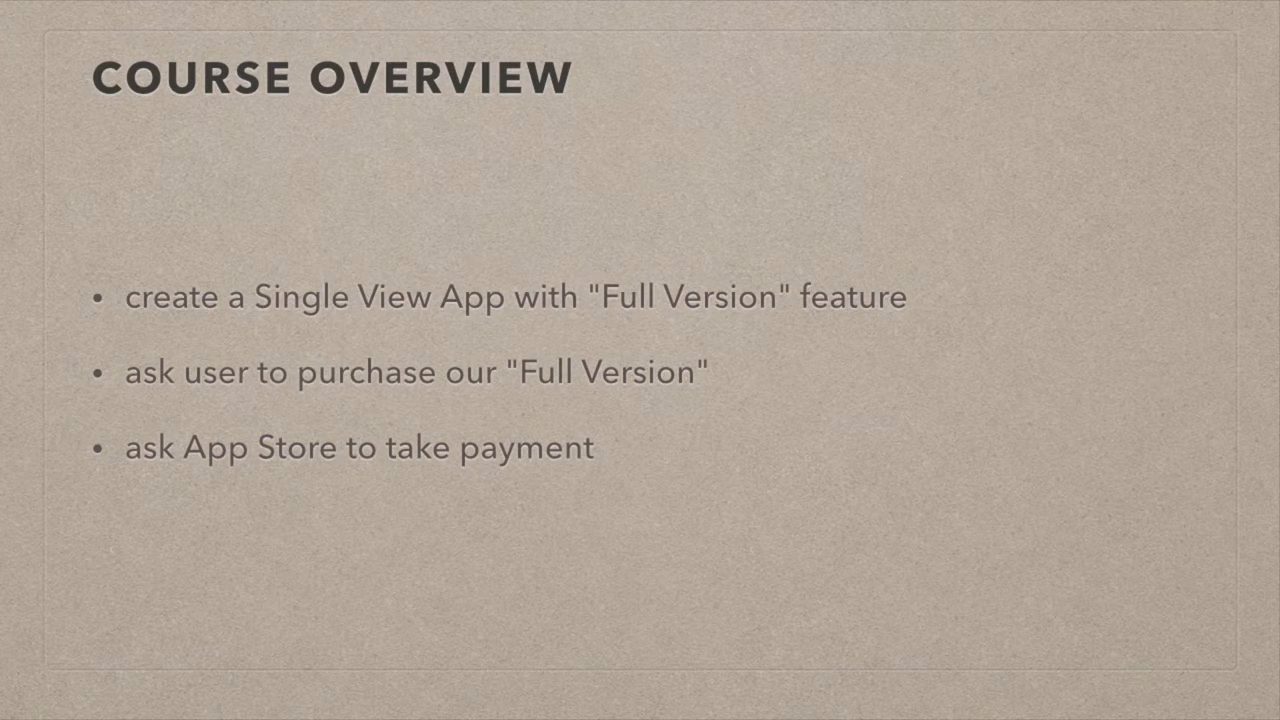 COURSE OVERVIEW
• create a Single View App with "Full Version" feature
• ask user to purchase our "Full Version"
• ask App Store to take payment